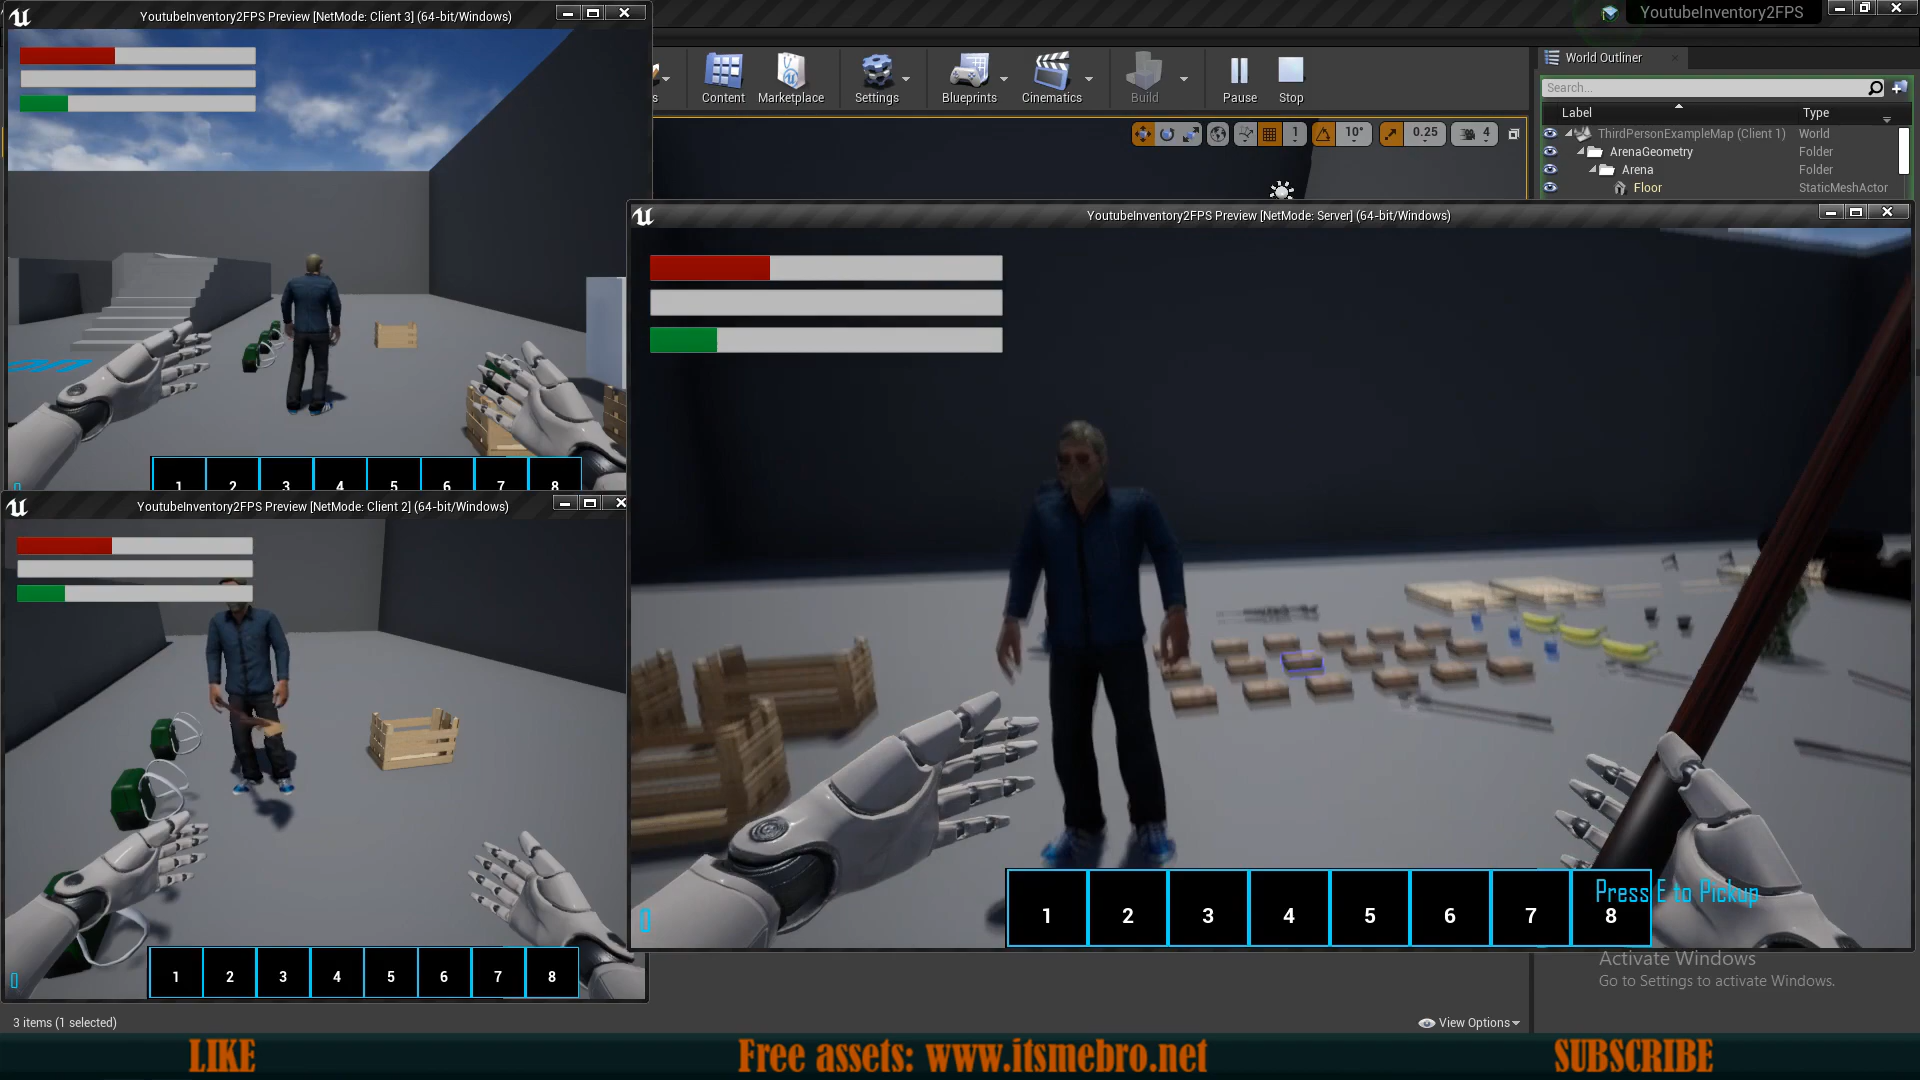 YoutubeInventory2FPS Preview [NetMode: Client 3] (64-bit/Windows)
YoutubeInventory2FPS
Content
Marketplace
Settings
Blueprints
Cinematics
Build
Pause
Stop
World Outliner
Search...
Label
Type
1
10°
0.25
4
ThirdPersonExampleMap (Client 1) World
ArenaGeometry Folder
Arena Folder
Floor StaticMeshActor
YoutubeInventory2FPS Preview [NetMode: Server] (64-bit/Windows)
1 2 3 4 5 6 7 8
YoutubeInventory2FPS Preview [NetMode: Client 2] (64-bit/Windows)
1 2 3 4 5 6 7 8
Press E to Pickup
1 2 3 4 5 6 7 8
Activate Windows
Go to Settings to activate Windows.
3 items (1 selected)
View Options
LIKE
Free assets: www.itsmebro.net
SUBSCRIBE